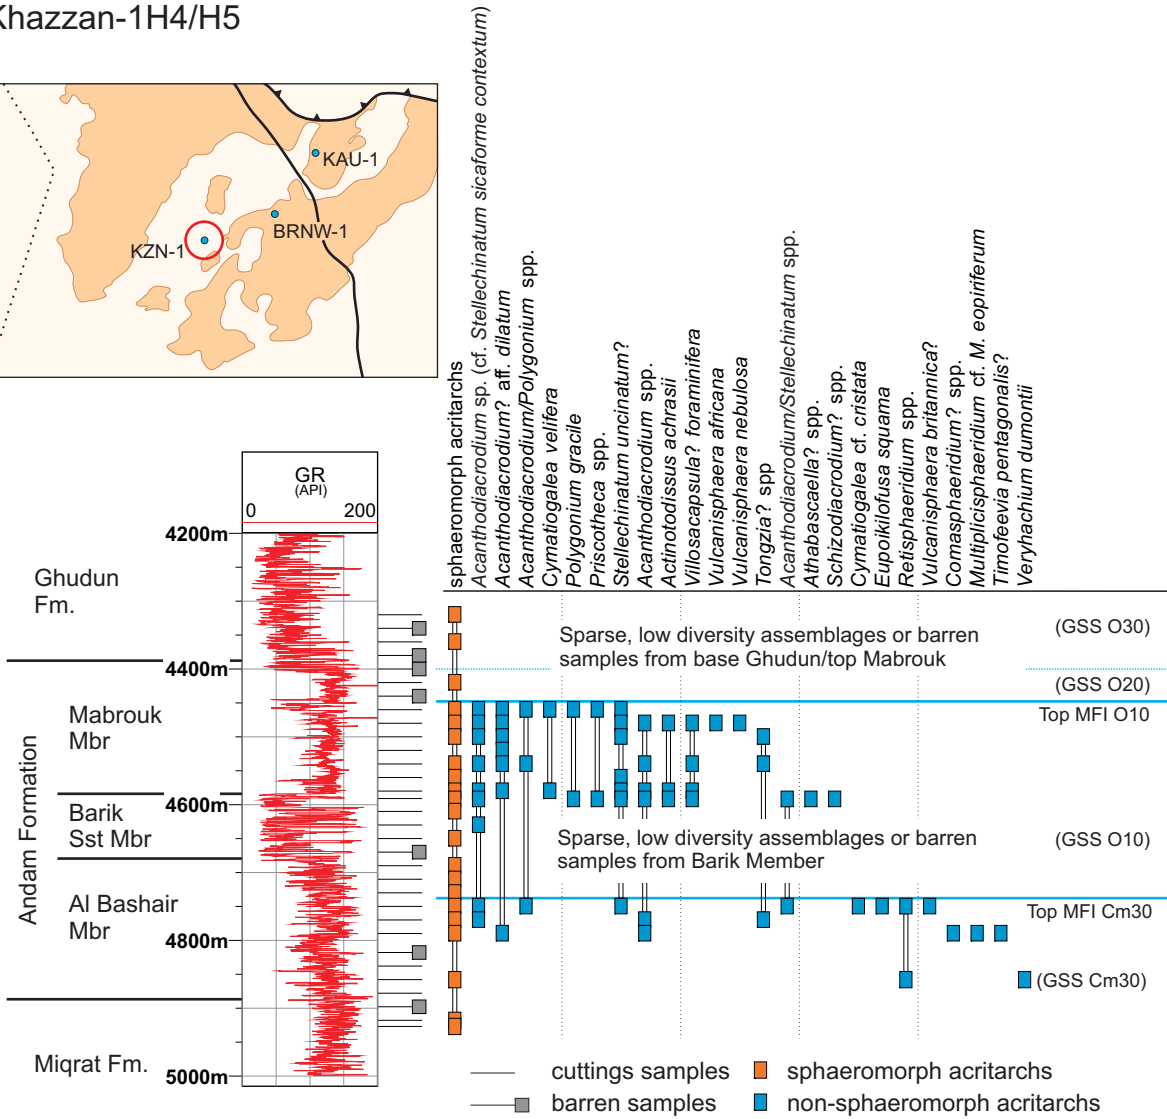 Khazzan-1H4/H5
KAU-1
BRNW-1
KZN-1
sphaeromorph acritarchs
Acanthodiacrodium sp. (cf. Stellechinatum sicaforme contextum)
Acanthodiacrodium? aff. dilatum
Acanthodiacrodium/Polygonium spp.
Cymatiogalea velifera
Polygonium gracile
Priscotheca spp.
Stellechinatum uncinatum?
Acanthodiacrodium spp.
Actinotodissus achrasii
Villosacapsula? foraminifera
Vulcanisphaera africana
Vulcanisphaera nebulosa
Tongzia? spp
Acanthodiacrodium/Stellechinatum spp.
Athabascaella? spp.
Schizodiacrodium? spp.
Cymatiogalea cf. cristata
Eupoikilofusa squama
Retisphaeridium spp.
Vulcanisphaera britannica?
Comasphaeridium? spp.
Multiplicisphaeridium cf. M. eopiriferum
Timofeevia pentagonalis?
Veryhachium dumontii
GR
(API)
0 200
4200m
4400m
4600m
4800m
5000m
Ghudun
Fm.
Andam Formation
Mabrouk
Mbr
Barik
Sst Mbr
Al Bashair
Mbr
Miqrat Fm.
Sparse, low diversity assemblages or barren
samples from base Ghudun/top Mabrouk
(GSS O30)
(GSS O20)
Top MFI O10
Sparse, low diversity assemblages or barren
samples from Barik Member
(GSS O10)
Top MFI Cm30
(GSS Cm30)
cuttings samples
sphaeromorph acritarchs
barren samples
non-sphaeromorph acritarchs